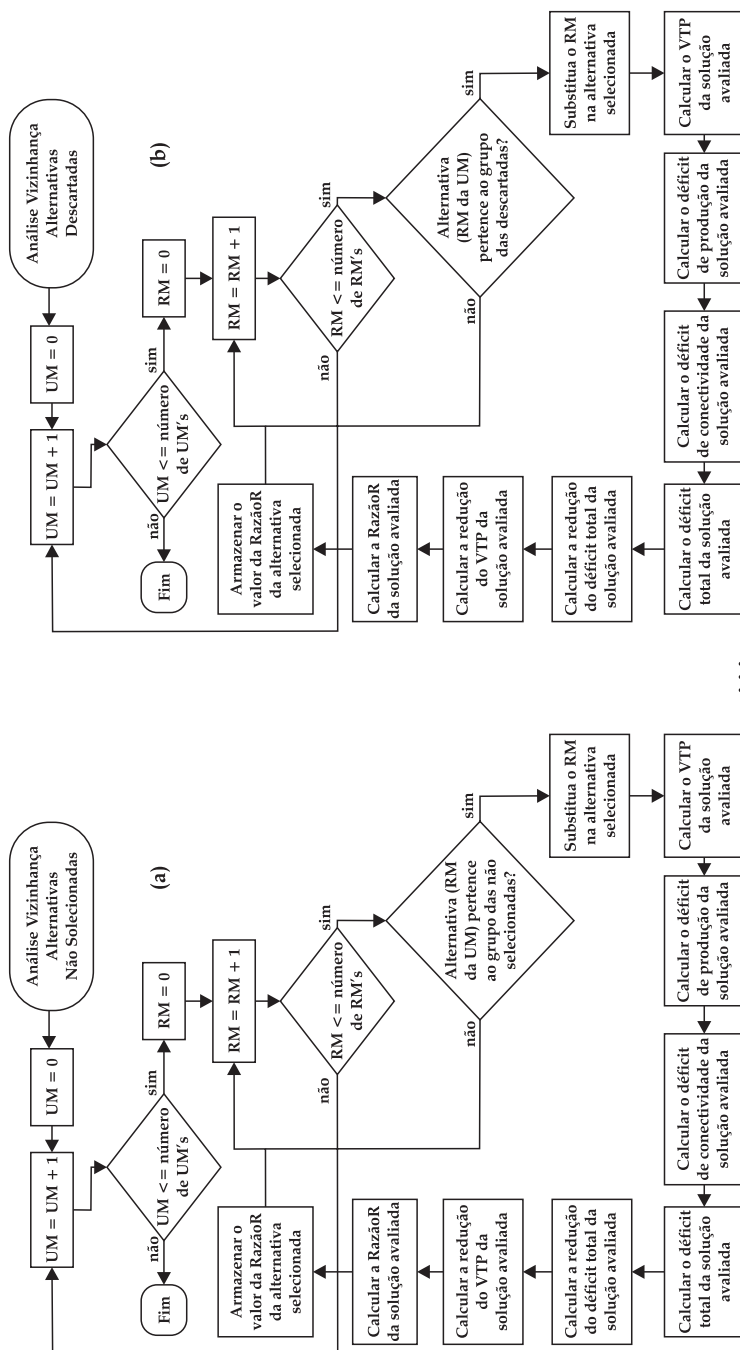 Análise Vizinhança
Alternativas
Não Selecionadas
(a)
UM = 0
UM = UM + 1
UM <= número
de UM´s
não
sim
Fim
RM = 0
RM = RM + 1
RM <= número
de RM's
não
sim
Alternativa (RM
da UM) pertence
ao grupo das não
selecionadas?
não
sim
Substitua o RM
na alternativa
selecionada
Calcular o VTP
da solução
avaliada
Calcular o déficit
de produção da
solução avaliada
Calcular o déficit
de conectividade da
solução avaliada
Calcular o déficit
total da solução
avaliada
Calcular a redução
do déficit total da
solução avaliada
Calcular a redução
do VTP da
solução avaliada
Calcular a RazãoR
da solução avaliada
Armazenar o
valor da RazãoR
da alternativa
selecionada
Análise Vizinhança
Alternativas
Descartadas
(b)
UM = 0
UM = UM + 1
UM <= número
de UM´s
não
sim
Fim
RM = 0
RM = RM + 1
RM <= número
de RM's
não
sim
Alternativa
(RM da UM)
pertence ao grupo
das descartadas?
não
sim
Substitua o RM
na alternativa
selecionada
Calcular o VTP
da solução
avaliada
Calcular o déficit
de produção da
solução avaliada
Calcular o déficit
de conectividade da
solução avaliada
Calcular o déficit
total da solução
avaliada
Calcular a redução
do déficit total da
solução avaliada
Calcular a redução
do VTP da
solução avaliada
Calcular a RazãoR
da solução avaliada
Armazenar o
valor da RazãoR
da alternativa
selecionada